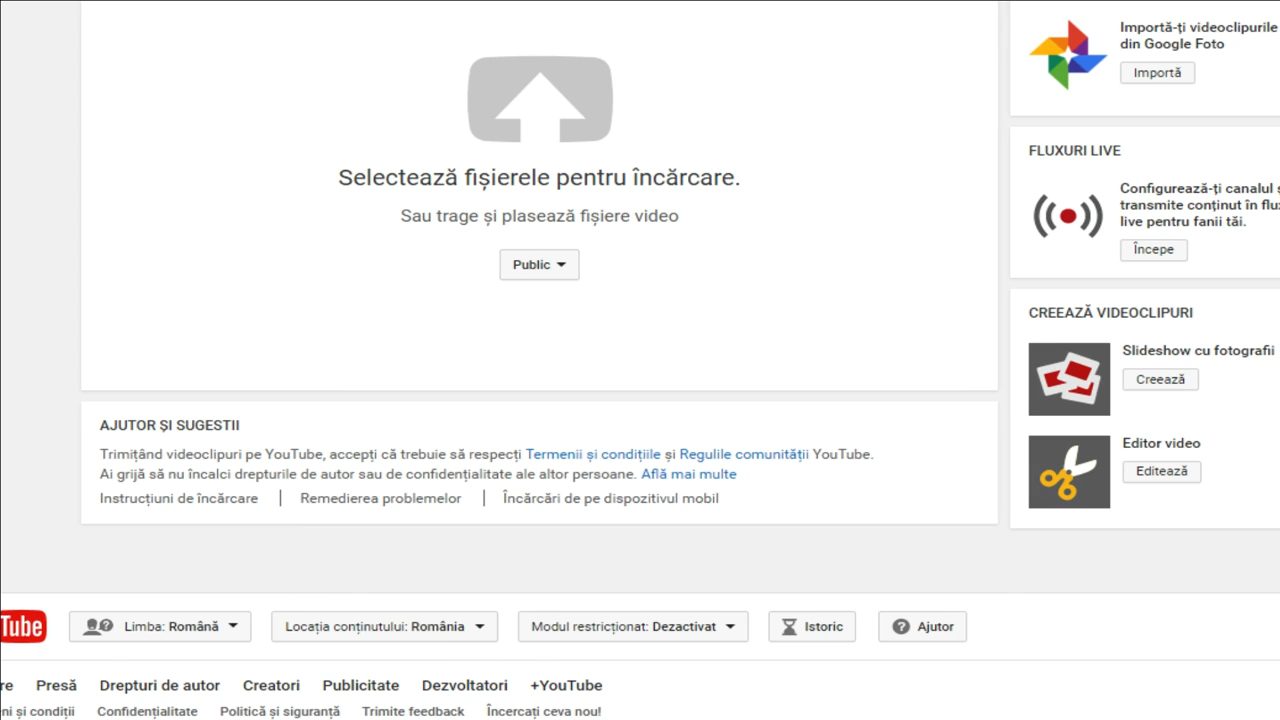 Selectează fișierele pentru încărcare.
Sau trage și plasează fișiere video
Public
AJUTOR ȘI SUGESTII
Trimițând videoclipuri pe YouTube, accepți că trebuie să respecți Termenii și condițiile și Regulile comunității YouTube.
Ai grijă să nu încalci drepturile de autor sau de confidențialitate ale altor persoane. Află mai multe
Instrucțiuni de încărcare | Remedierea problemelor | Încărcări de pe dispozitivul mobil
Importă-ți videoclipurile
din Google Foto
Importă
FLUXURI LIVE
Configurează-ți canalul ș
transmite conținut în flux
live pentru fanii tăi.
Începe
CREEAZĂ VIDEOCLIPURI
Slideshow cu fotografii
Creează
Editor video
Editează
Tube Limba: Română Locația conținutului: România Modul restricționat: Dezactivat Istoric Ajutor
re Presă Drepturi de autor Creatori Publicitate Dezvoltatori +YouTube
ni și condiții Confidențialitate Politică și siguranță Trimite feedback Încercați ceva nou!